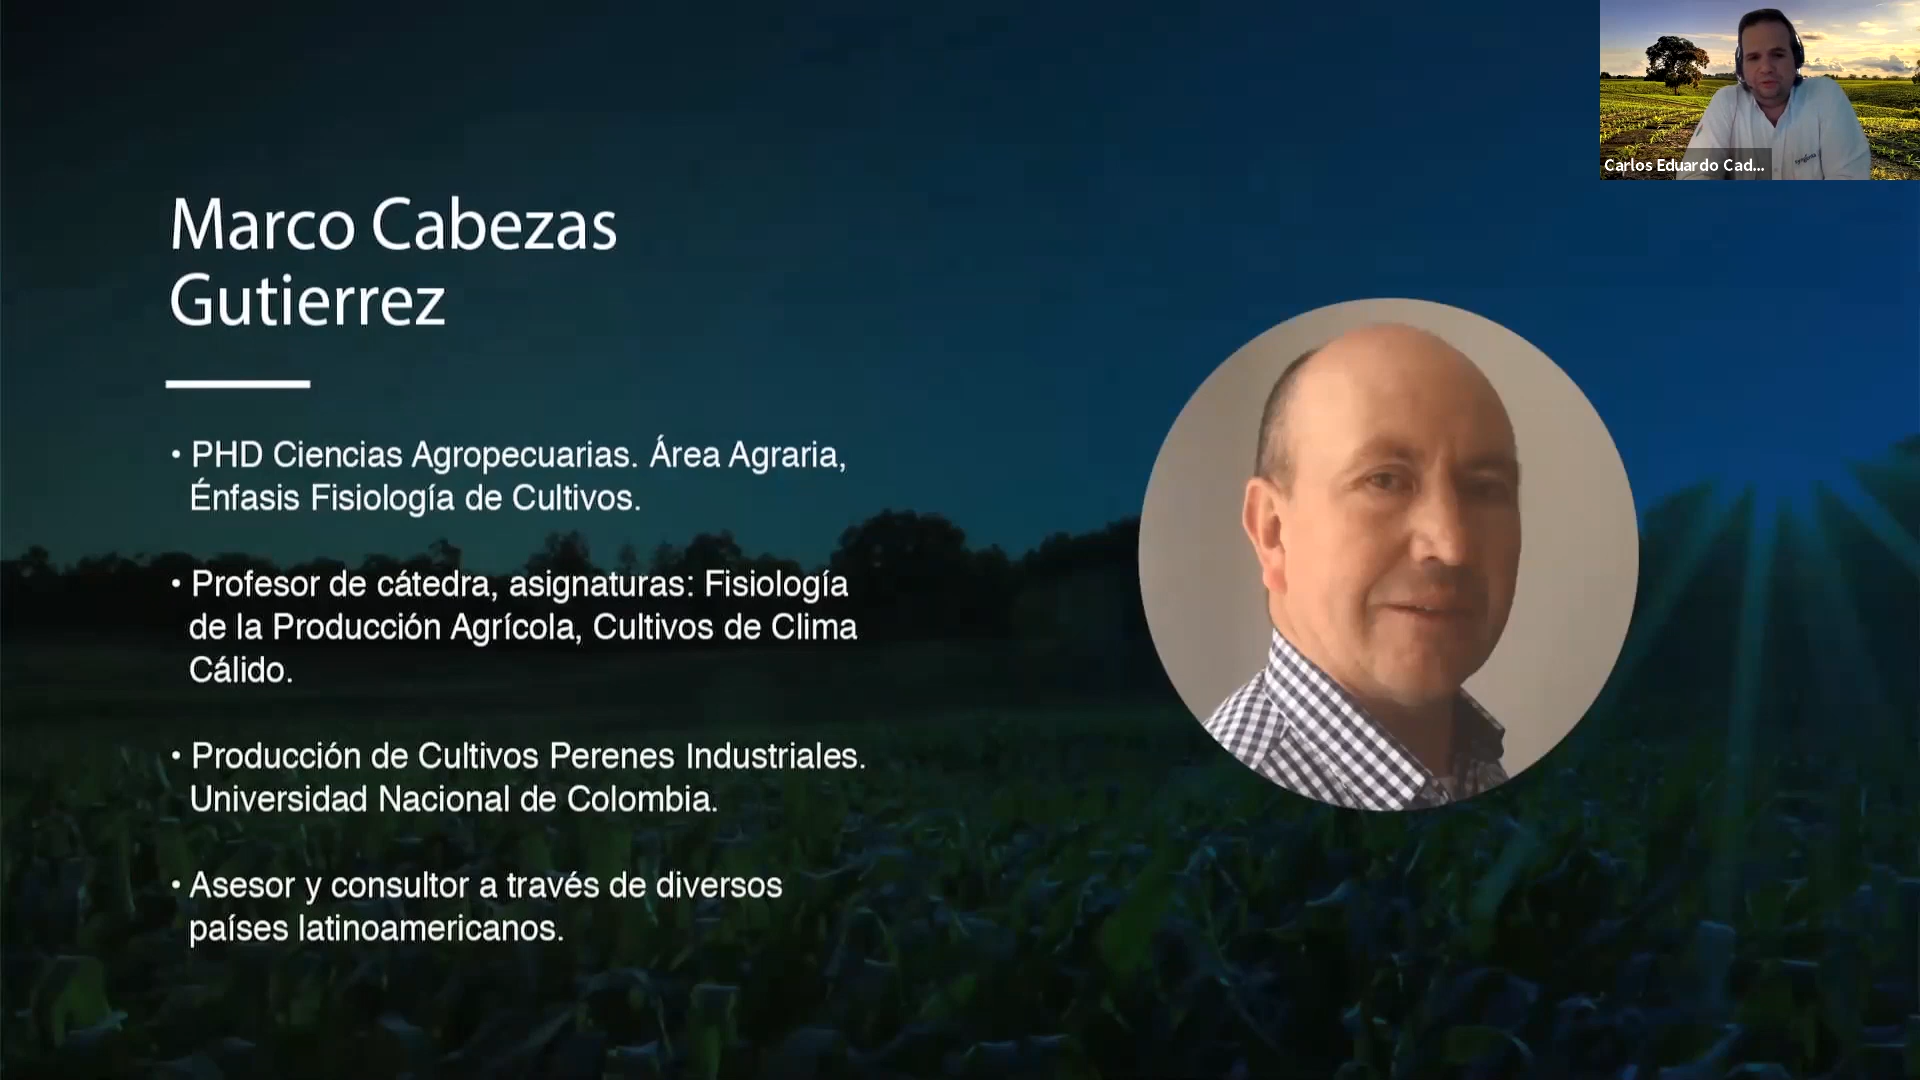 Carlos Eduardo Cad...
Marco Cabezas
Gutierrez
• PHD Ciencias Agropecuarias. Área Agraria,
Énfasis Fisiología de Cultivos.
• Profesor de cátedra, asignaturas: Fisiología
de la Producción Agrícola, Cultivos de Clima
Cálido.
• Producción de Cultivos Perenes Industriales.
Universidad Nacional de Colombia.
• Asesor y consultor a través de diversos
países latinoamericanos.